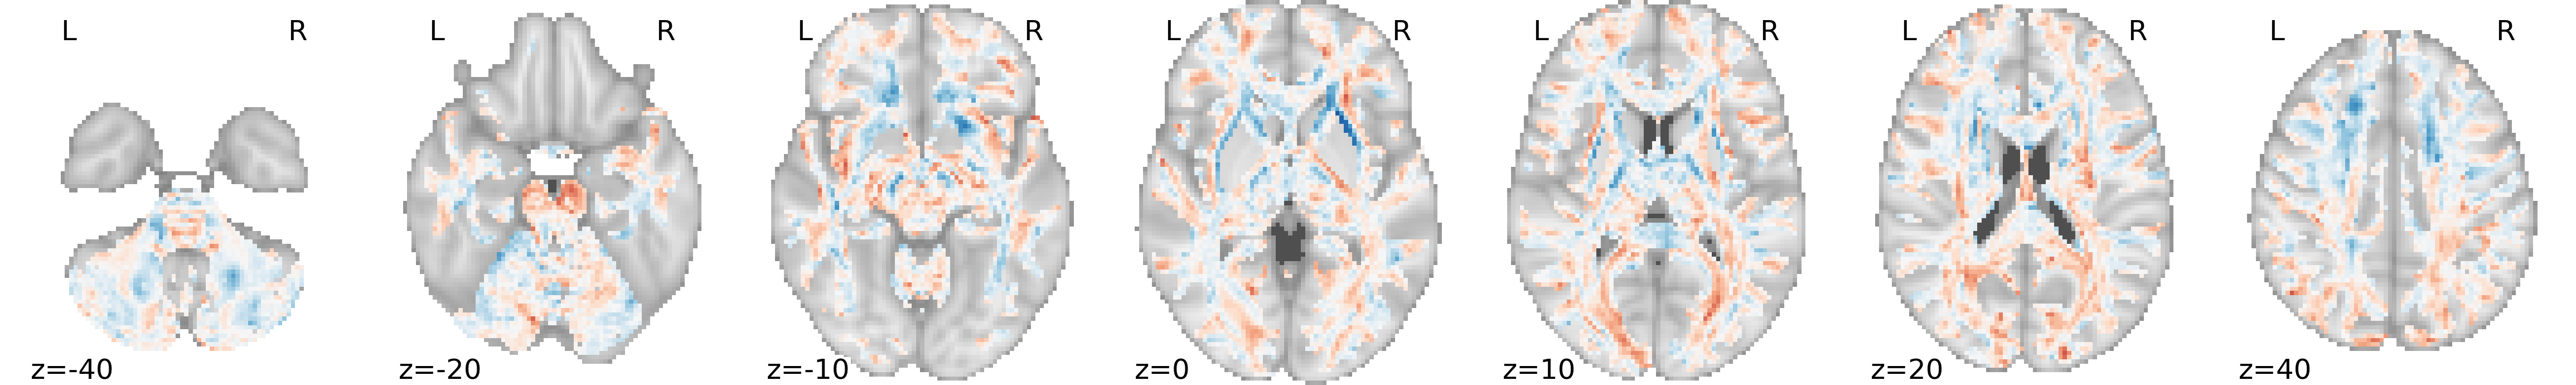 L R L R L R L R L R L R L R
z=-40 z=-20 z=-10 z=0 z=10 z=20 z=40